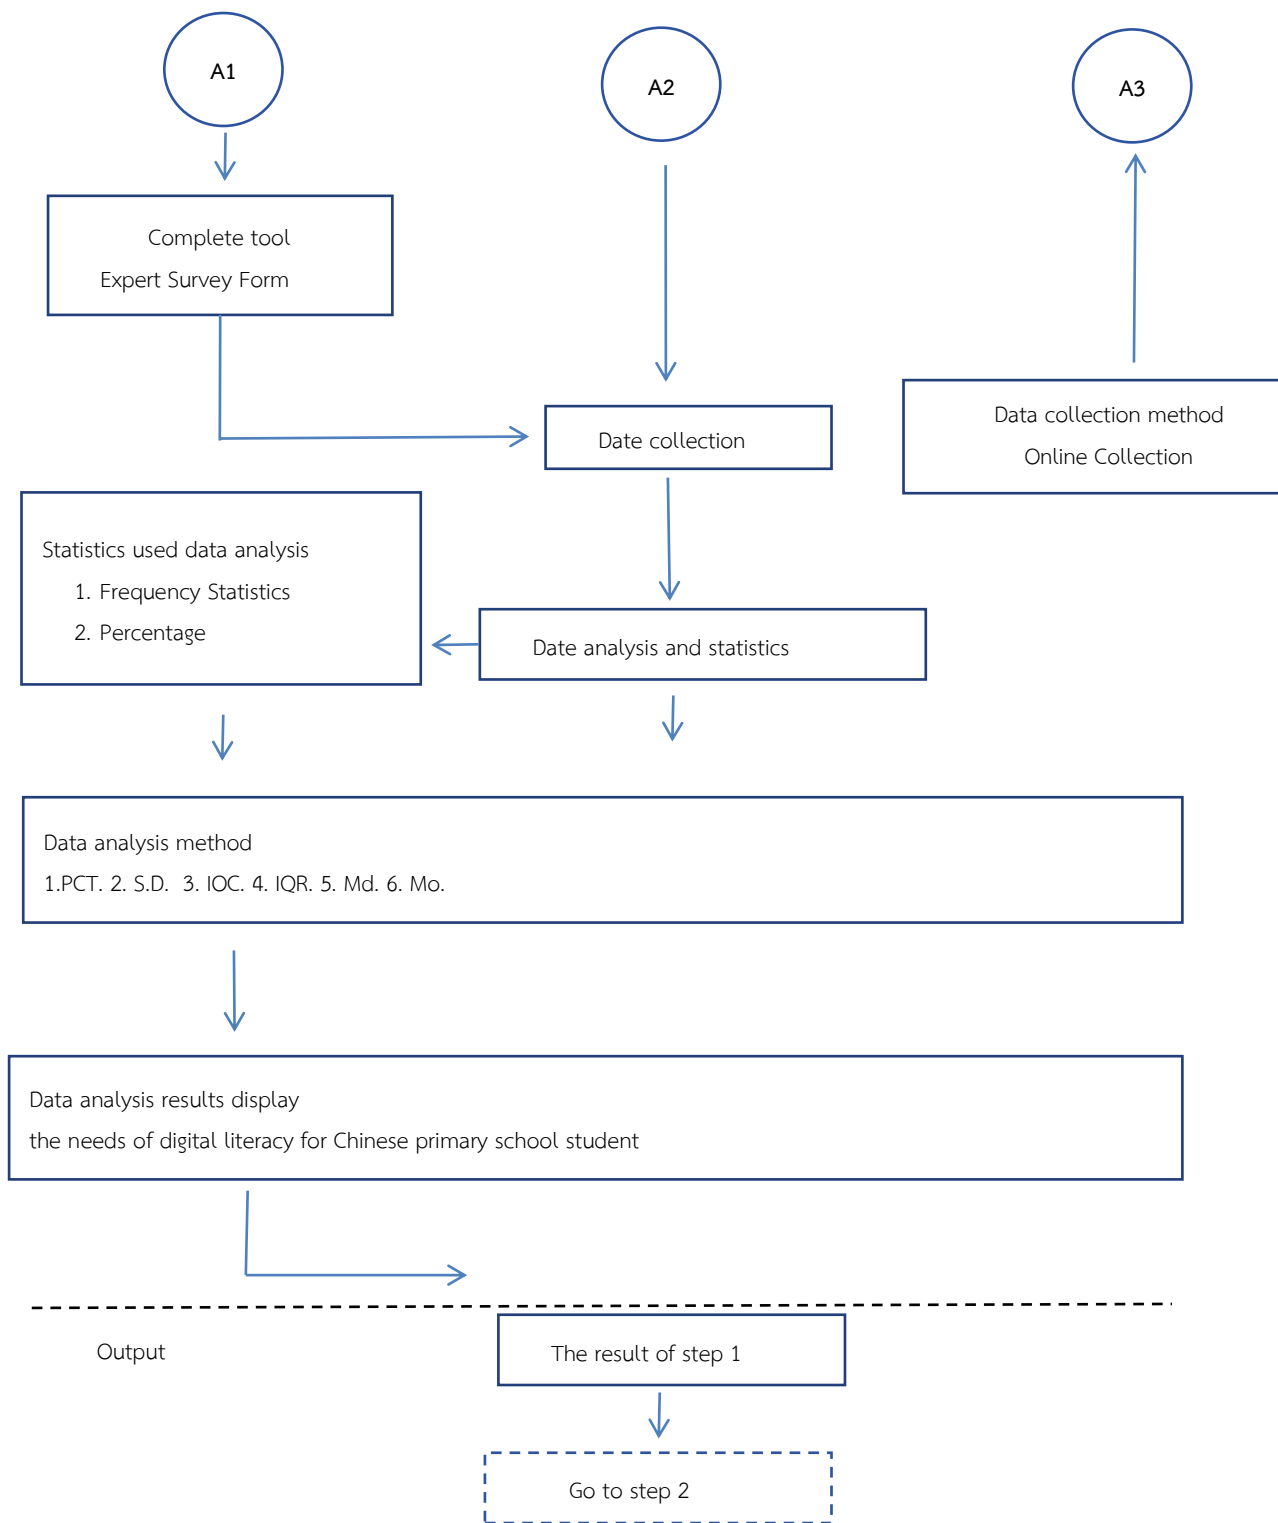 A1
A2
A3
Complete tool
Expert Survey Form
Date collection
Data collection method
Online Collection
Statistics used data analysis
1. Frequency Statistics
2. Percentage
Date analysis and statistics
Data analysis method
1.PCT. 2. S.D. 3. IOC. 4. IQR. 5. Md. 6. Mo.
Data analysis results display
the needs of digital literacy for Chinese primary school student
Output
The result of step 1
Go to step 2